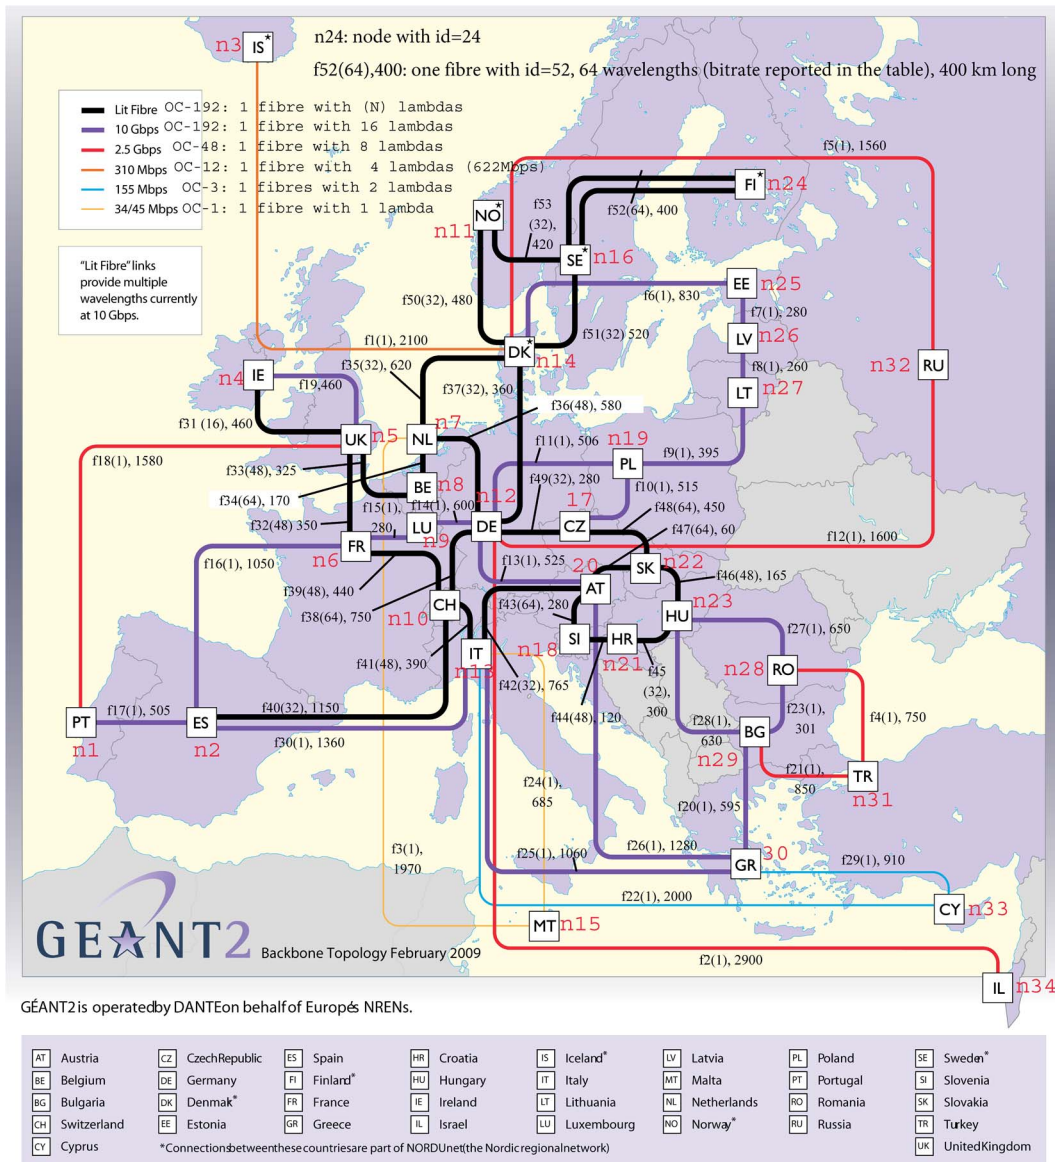 n24: node with id=24
f52(64),400: one fibre with id=52, 64 wavelengths (bitrate reported in the table), 400 km long
n3 IS*
Lit Fibre OC-192: 1 fibre with (N) lambdas
10 Gbps OC-192: 1 fibre with 16 lambdas
2.5 Gbps OC-48: 1 fibre with 8 lambdas
310 Mbps OC-12: 1 fibre with 4 lambdas (622Mbps)
155 Mbps OC-3: 1 fibres with 2 lambdas
34/45 Mbps OC-1: 1 fibre with 1 lambda
"Lit Fibre" links
provide multiple
wavelengths currently
at 10 Gbps.
f5(1), 1560
FI* n24
f52(64), 400
f53
(32),
420
NO*
n11
SE* n16
EE n25
f6(1), 830
f7(1), 280
f50(32), 480
f51(32) 520
LV n26
f1(1), 2100
DK*
n14
f8(1), 260
n32 RU
f35(32), 620
n4 IE
f19,460
f37(32), 360
LT n27
f36(48), 580
f31 (16), 460
n7
UK n5
NL
f11(1), 506
n19
f18(1), 1580
f33(48), 325
PL
f9(1), 395
f49(32), 280
f34(64), 170
BE n8
n12
f10(1), 515
17
f48(64), 450
f15(1),
280
f14(1), 600
f32(48) 350
LU
n9
DE
CZ
f47(64), 60
f12(1), 1600
n6
FR
f16(1), 1050
f13(1), 525
20
SK n22
f39(48), 440
AT
f46(48), 165
f38(64), 750
n10
CH
f43(64), 280
HU
n23
f27(1), 650
n18
SI
HR
n21
f41(48), 390
IT
n13
f42(32), 765
f45
(32),
300
n28
RO
f17(1), 505
f40(32), 1150
f44(48), 120
f23(1),
301
f4(1), 750
PT
n1
ES
n2
f30(1), 1360
f28(1),
630
BG
n29
f21(1),
850
TR
n31
f24(1),
685
f20(1), 595
f3(1),
1970
f25(1), 1060
f26(1), 1280
30
GR
f29(1), 910
f22(1), 2000
CY n33
MT n15
GEANT2 Backbone Topology February 2009
f2(1), 2900
IL n34
GÉANT2 is operatedby DANTEon behalf of Europe's NRENs.
AT Austria
BE Belgium
BG Bulgaria
CH Switzerland
CY Cyprus
CZ CzechRepublic
DE Germany
DK Denmak*
EE Estonia
ES Spain
FI Finland*
FR France
GR Greece
HR Croatia
HU Hungary
IE Ireland
IL Israel
IS Iceland*
IT Italy
LT Lithuania
LU Luxembourg
LV Latvia
MT Malta
NL Netherlands
NO Norway*
PL Poland
PT Portugal
RO Romania
RU Russia
SE Sweden*
SI Slovenia
SK Slovakia
TR Turkey
UK UnitedKingdom
*Connectionsbetweenthesecountriesare part of NORDUnet(the Nordicregionalnetwork)